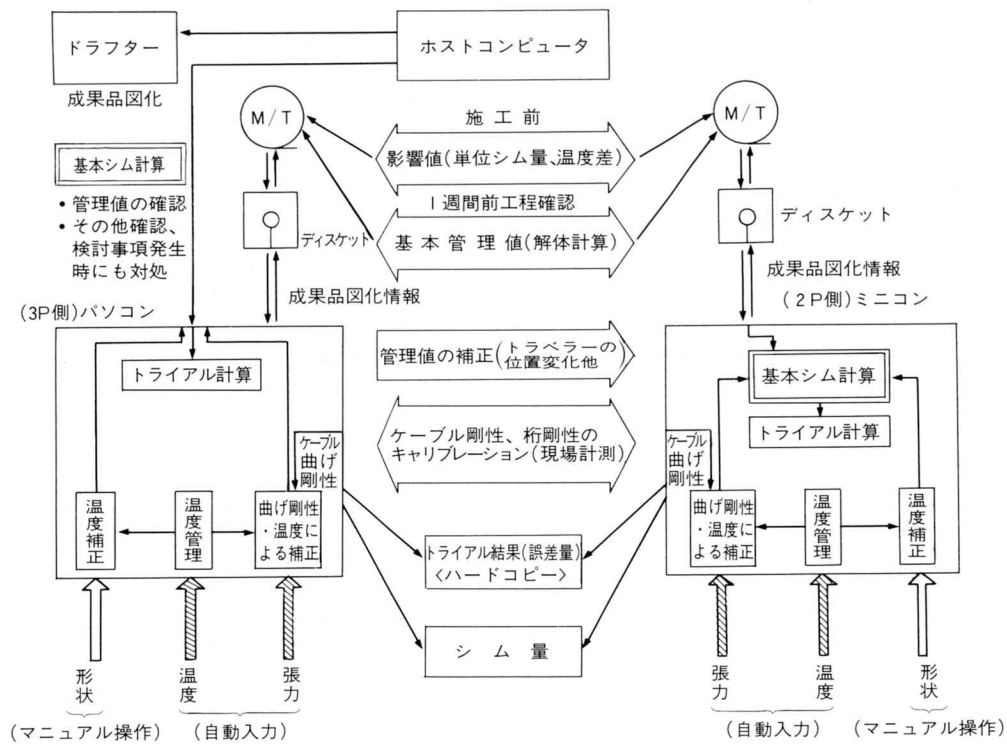 ドラフター
ホストコンピュータ
成果品図化
M/T
M/T
施工前
影響値(単位シム量、温度差)
1週間前工程確認
基本管理値(解体計算)
基本シム計算
・管理値の確認
・その他確認、
検討事項発生
時にも対処
ディスケット
ディスケット
成果品図化情報
成果品図化情報
(3P側)パソコン
(2P側)ミニコン
トライアル計算
管理値の補正(トラベラーの
位置変化他)
基本シム計算
トライアル計算
ケーブル剛性、桁剛性の
キャリブレーション(現場計測)
ケーブル
曲げ
剛性
ケーブル
曲げ
剛性
温度補正
温度管理
曲げ剛性
・温度に
よる補正
曲げ剛性
・温度に
よる補正
温度管理
温度補正
トライアル結果(誤差量)
〈ハードコピー〉
シム量
形状
温度
張力
張力
温度
形状
(マニュアル操作)
(自動入力)
(自動入力)
(マニュアル操作)